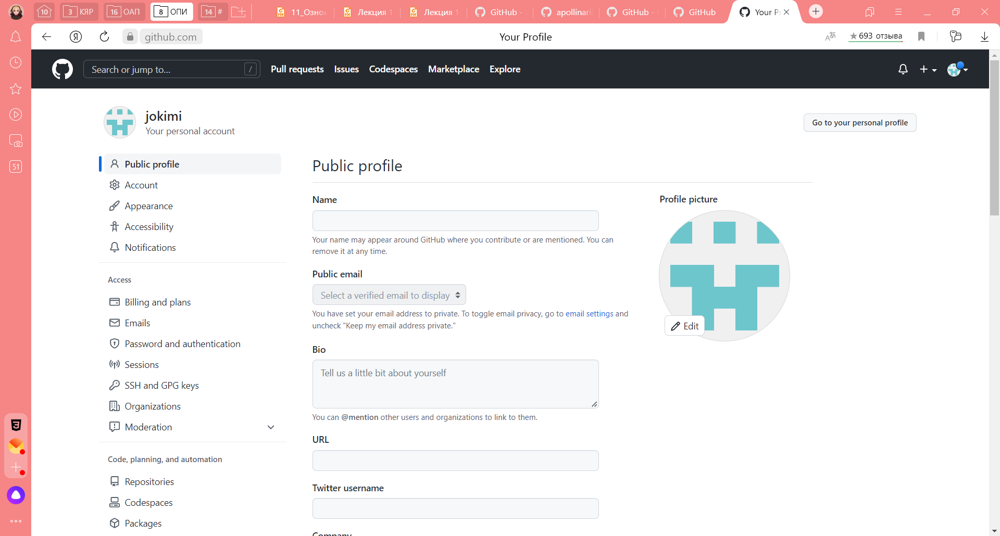 10
3 КЯР
16 ОАП
8 ОПИ
14 #
11_Озно
Лекция 1
Лекция 1
GitHub -
apollinari
GitHub -
GitHub
Your P
github.com
Your Profile
★693 отзыва
51
Search or jump to... /
Pull requests
Issues
Codespaces
Marketplace
Explore
jokimi
Your personal account
Go to your personal profile
Public profile
Account
Appearance
Accessibility
Notifications
Access
Billing and plans
Emails
Password and authentication
Sessions
SSH and GPG keys
Organizations
Moderation
Code, planning, and automation
Repositories
Codespaces
Packages
Public profile
Name
Your name may appear around GitHub where you contribute or are mentioned. You can
remove it at any time.
Public email
Select a verified email to display
You have set your email address to private. To toggle email privacy, go to email settings and
uncheck "Keep my email address private."
Bio
Tell us a little bit about yourself
You can @mention other users and organizations to link to them.
URL
Twitter username
Company
Profile picture
Edit